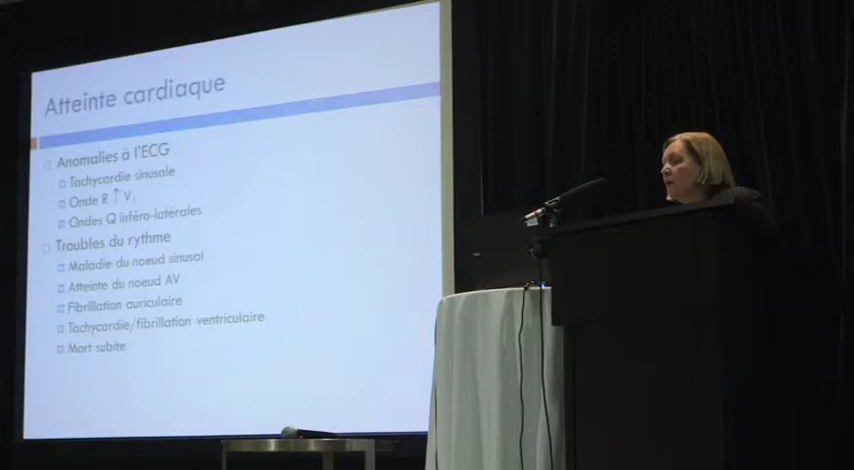 Atteinte cardiaque
Anomalies à l'ECG
Tachycardie sinusale
Onde R ↑ V₁
Ondes Q inféro-latérales
Troubles du rythme
Maladie du noeud sinusal
Atteinte du noeud AV
Fibrillation auriculaire
Tachycardie/fibrillation ventriculaire
Mort subite